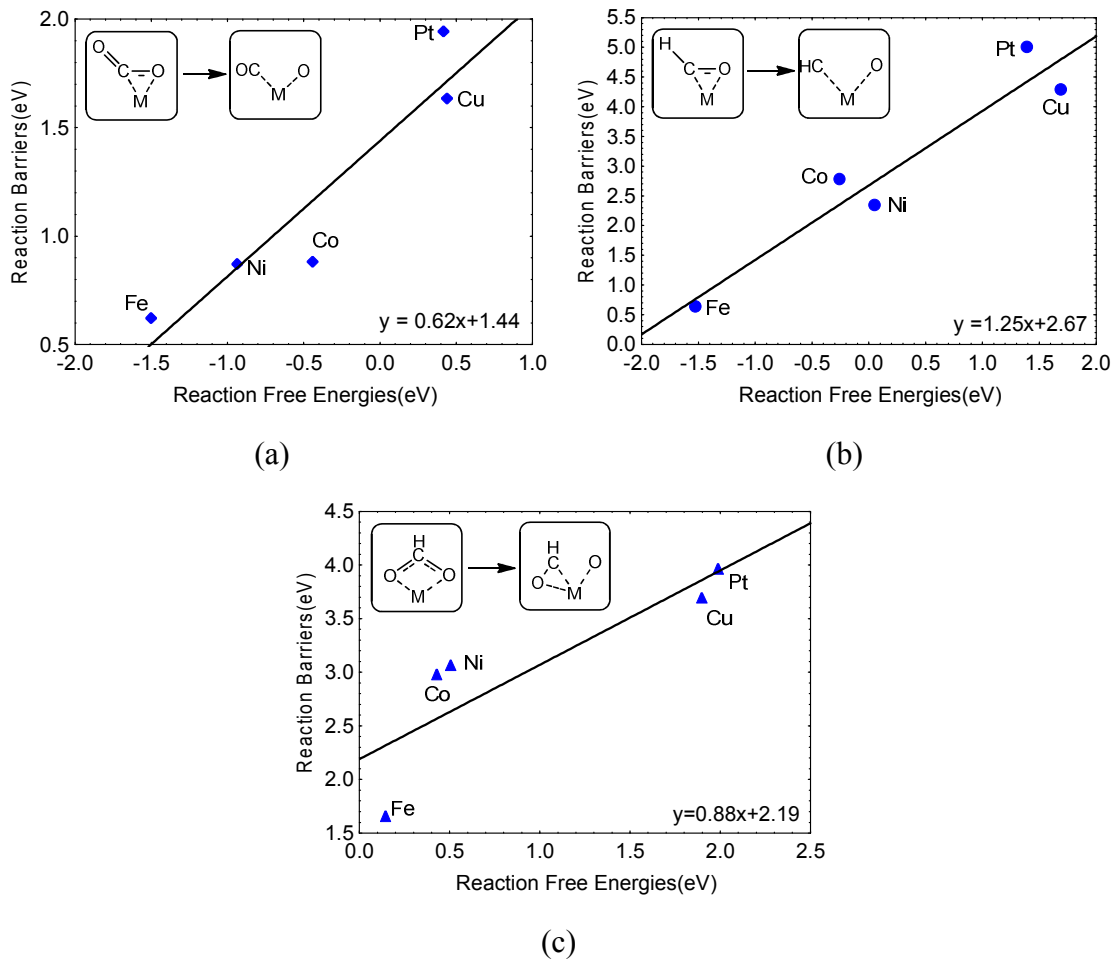 2.0
1.5
1.0
0.5
Reaction Barriers(eV)
O
C
O
M
OC
O
M
Pt
Cu
Co
Ni
Fe
y = 0.62x+1.44
-2.0 -1.5 -1.0 -0.5 0.0 0.5 1.0
Reaction Free Energies(eV)
(a)
5.5
5.0
4.5
4.0
3.5
3.0
2.5
2.0
1.5
1.0
0.5
0.0
Reaction Barriers(eV)
H
C
O
M
HC
O
M
Pt
Cu
Co
Ni
Fe
y =1.25x+2.67
-2.0 -1.5 -1.0 -0.5 0.0 0.5 1.0 1.5 2.0
Reaction Free Energies(eV)
(b)
4.5
4.0
3.5
3.0
2.5
2.0
1.5
Reaction Barriers(eV)
H
C
O
O
M
H
C
O
O
M
Pt
Cu
Ni
Co
Fe
y=0.88x+2.19
0.0 0.5 1.0 1.5 2.0 2.5
Reaction Free Energies(eV)
(c)